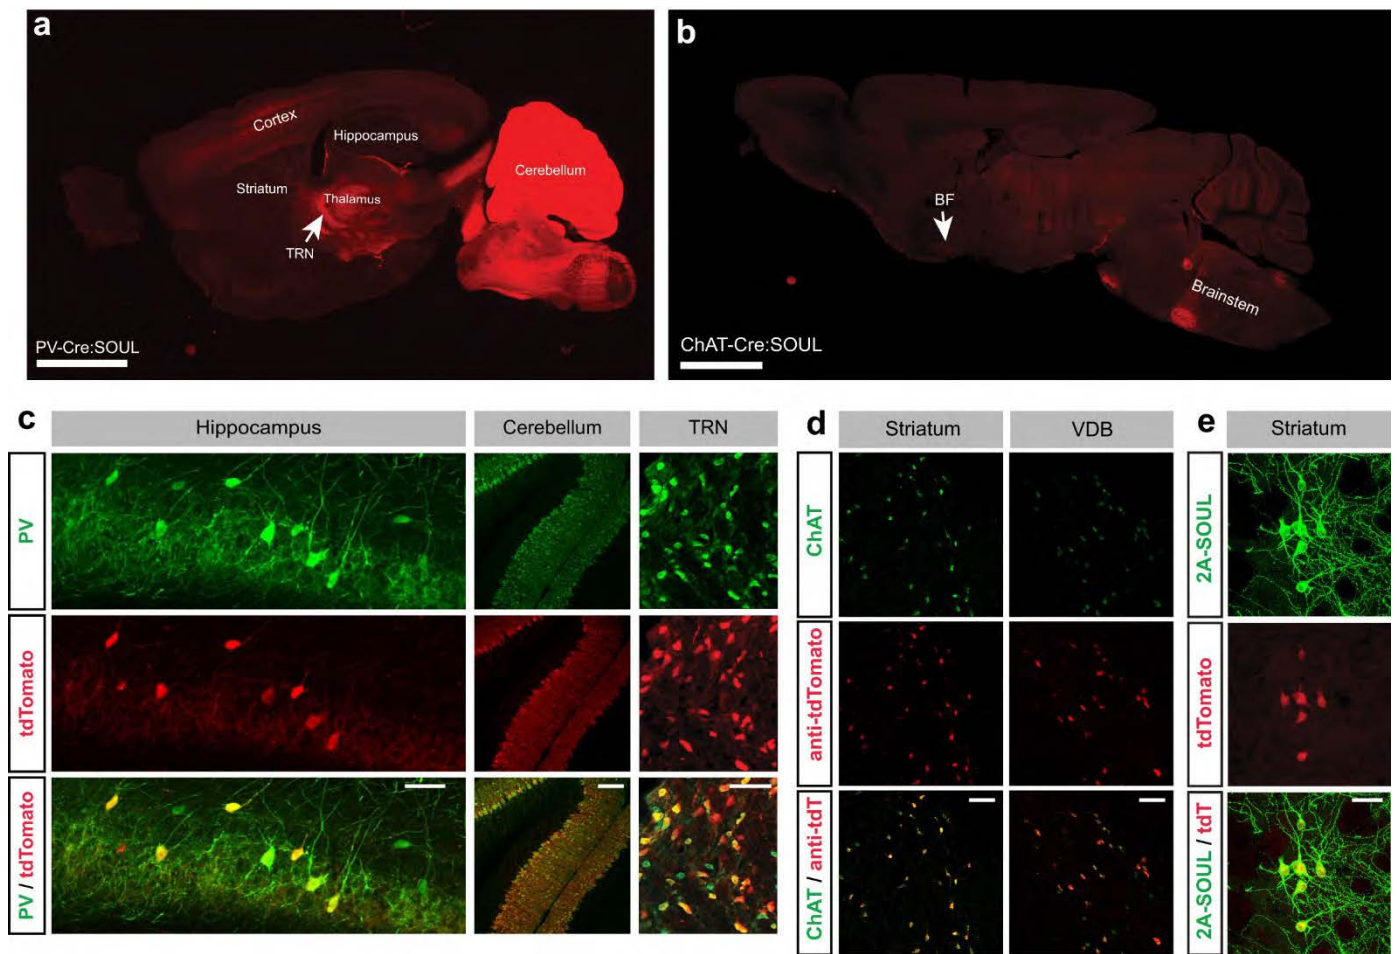 a
Cortex
Hippocampus
Striatum
Thalamus
Cerebellum
TRN
PV-Cre:SOUL
b
BF
Brainstem
ChAT-Cre:SOUL
c
Hippocampus
Cerebellum
TRN
PV
tdTomato
PV / tdTomato
d
Striatum
VDB
ChAT
anti-tdTomato
ChAT / anti-tdT
e
Striatum
2A-SOUL
tdTomato
2A-SOUL / tdT